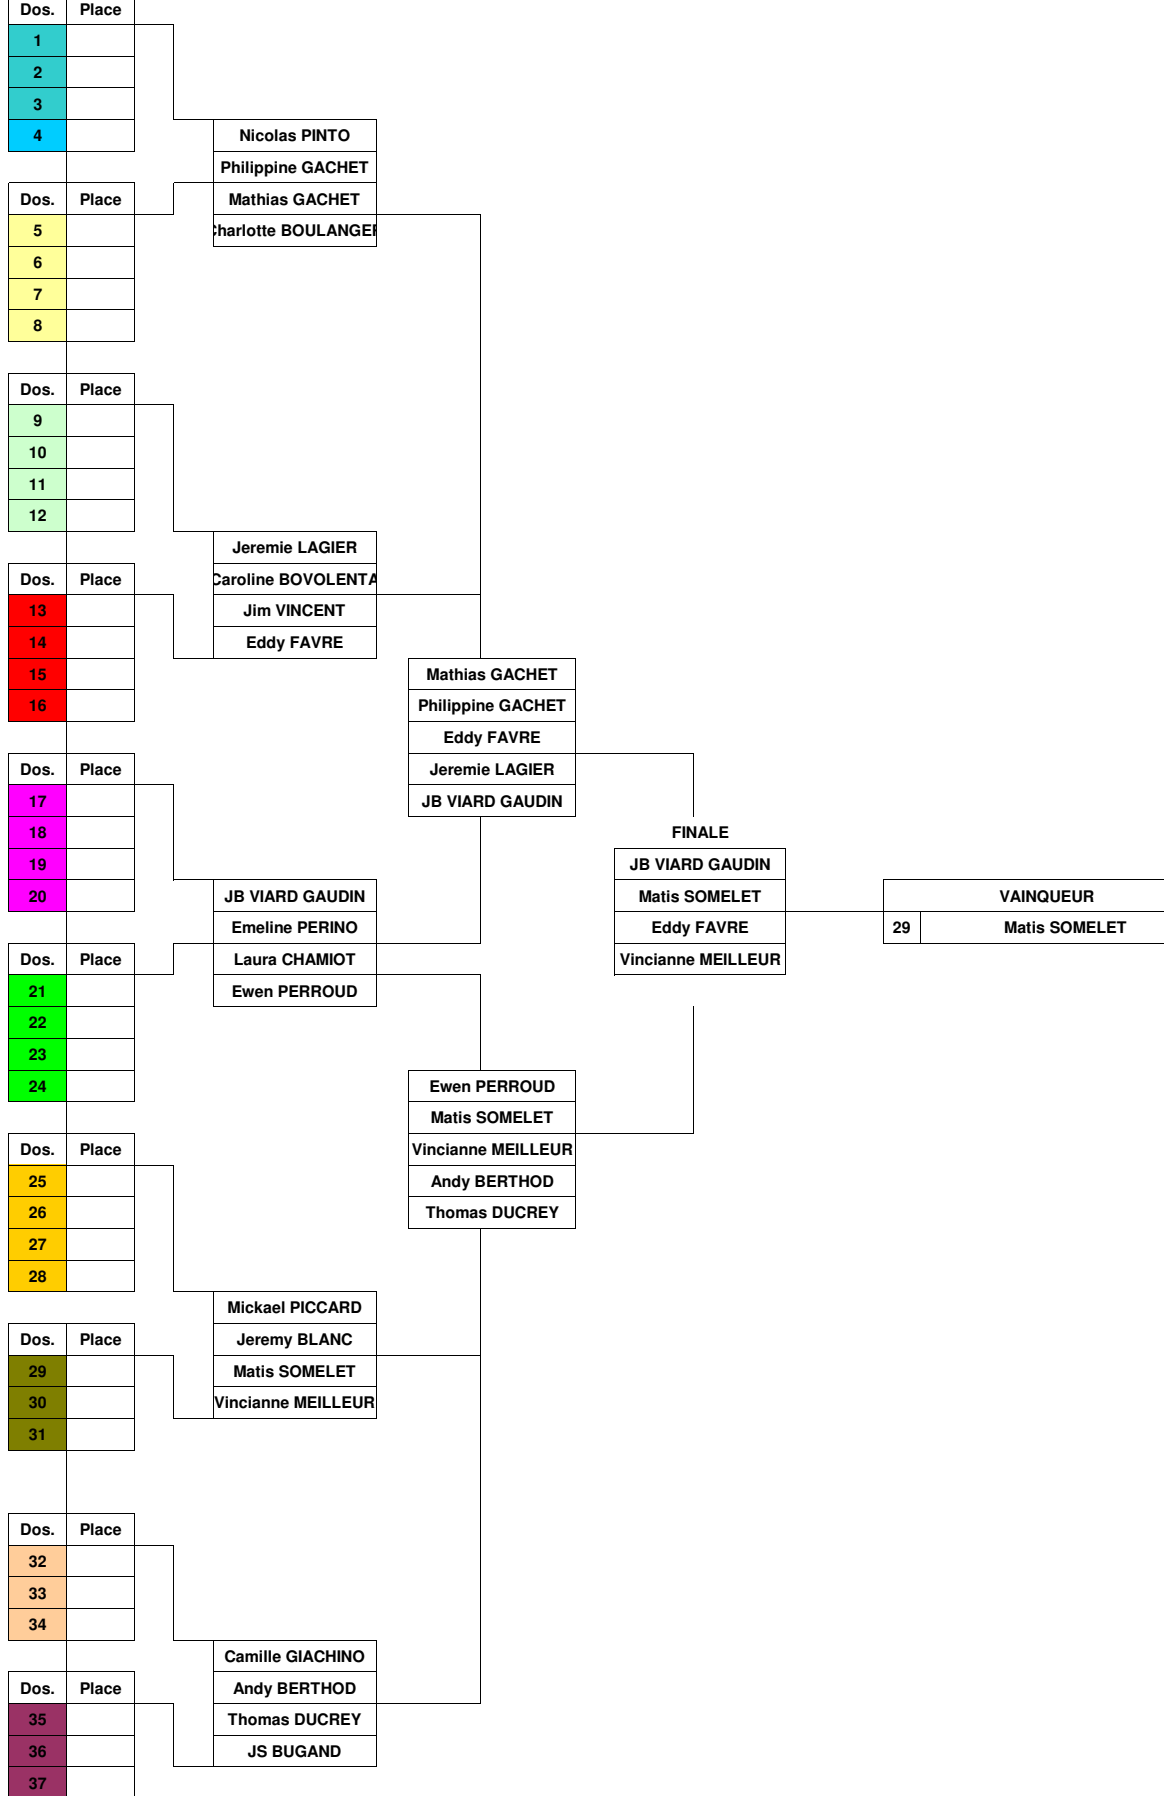 Dos. Place
1
2
3
4
Nicolas PINTO
Philippine GACHET
Dos. Place
Mathias GACHET
5
Charlotte BOULANGER
6
7
8
Dos. Place
9
10
11
12
Jeremie LAGIER
Dos. Place
Caroline BOVOLENTA
13
Jim VINCENT
14
Eddy FAVRE
15
Mathias GACHET
16
Philippine GACHET
Eddy FAVRE
Dos. Place
Jeremie LAGIER
17
JB VIARD GAUDIN
18
FINALE
19
JB VIARD GAUDIN
20
JB VIARD GAUDIN
Matis SOMELET
VAINQUEUR
Emeline PERINO
Eddy FAVRE
29 Matis SOMELET
Dos. Place
Laura CHAMIOT
Vincianne MEILLEUR
21
Ewen PERROUD
22
23
24
Ewen PERROUD
Matis SOMELET
Dos. Place
Vincianne MEILLEUR
25
Andy BERTHOD
26
Thomas DUCREY
27
28
Mickael PICCARD
Dos. Place
Jeremy BLANC
29
Matis SOMELET
30
Vincianne MEILLEUR
31
Dos. Place
32
33
34
Camille GIACHINO
Dos. Place
Andy BERTHOD
35
Thomas DUCREY
36
JS BUGAND
37